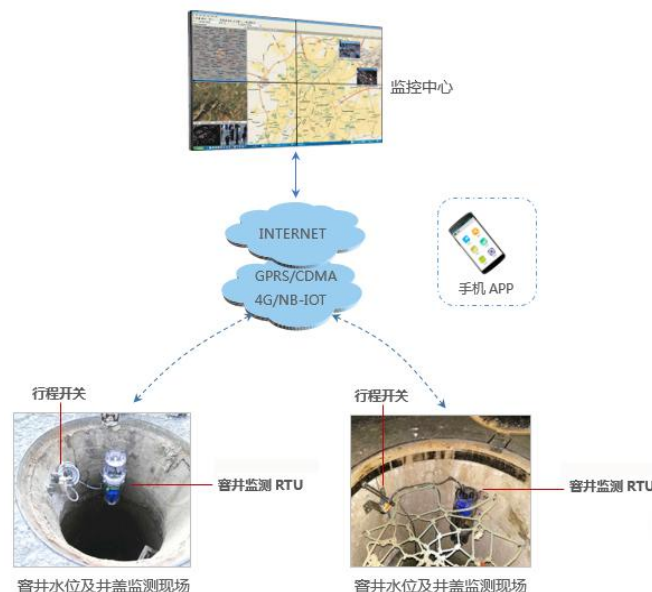 监控中心
INTERNET
GPRS/CDMA
4G/NB-IOT
手机 APP
行程开关
行程开关
窨井监测 RTU
窨井监测 RTU
窨井水位及井盖监测现场
窨井水位及井盖监测现场